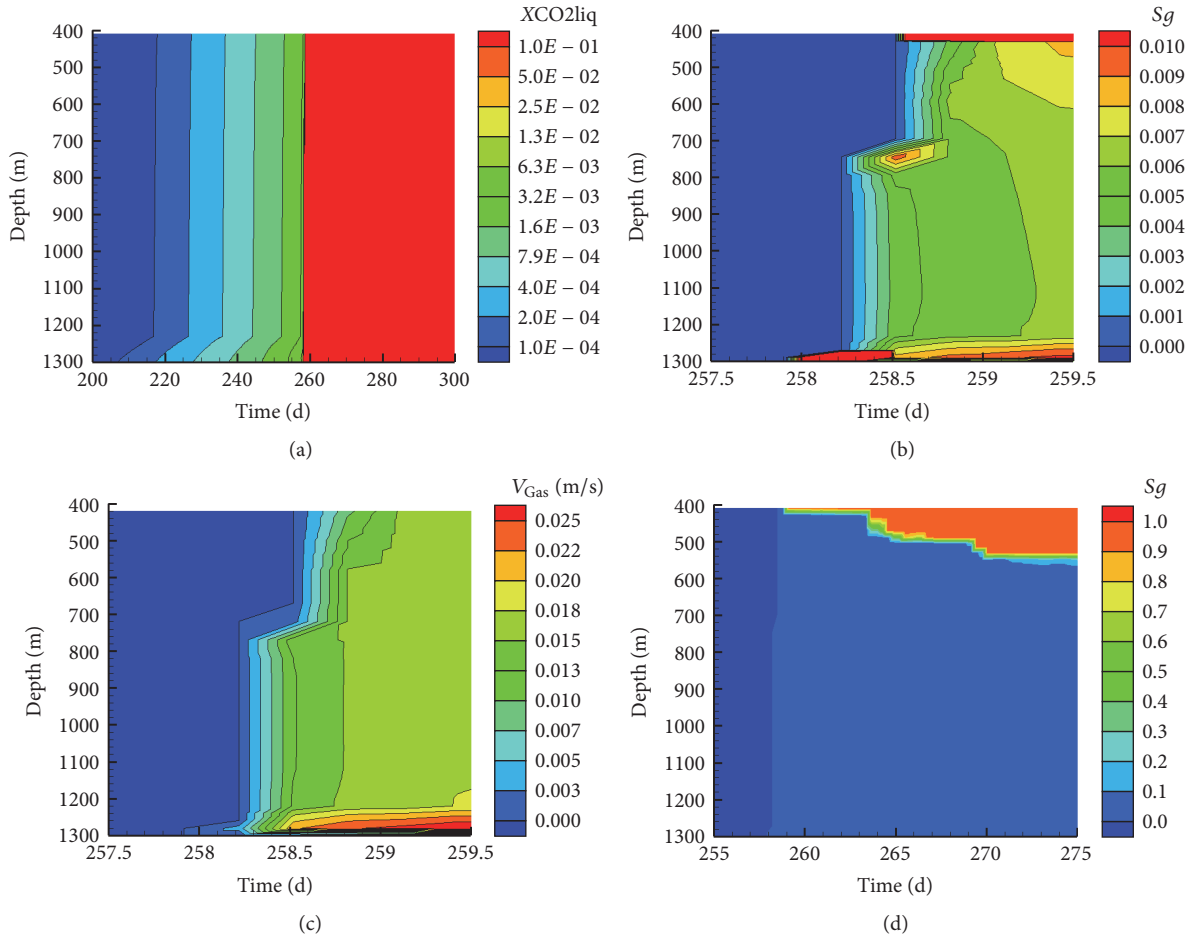 XCO2liq
400
500
600
700
800
900
1000
1100
1200
1300
Depth (m)
200 220 240 260 280 300
Time (d)
1.0E − 01
5.0E − 02
2.5E − 02
1.3E − 02
6.3E − 03
3.2E − 03
1.6E − 03
7.9E − 04
4.0E − 04
2.0E − 04
1.0E − 04
(a)
Sg
400
500
600
700
800
900
1000
1100
1200
1300
Depth (m)
257.5 258 258.5 259 259.5
Time (d)
0.010
0.009
0.008
0.007
0.006
0.005
0.004
0.003
0.002
0.001
0.000
(b)
VGas (m/s)
400
500
600
700
800
900
1000
1100
1200
1300
Depth (m)
257.5 258 258.5 259 259.5
Time (d)
0.025
0.022
0.020
0.018
0.015
0.013
0.010
0.007
0.005
0.003
0.000
(c)
Sg
400
500
600
700
800
900
1000
1100
1200
1300
Depth (m)
255 260 265 270 275
Time (d)
1.0
0.9
0.8
0.7
0.6
0.5
0.4
0.3
0.2
0.1
0.0
(d)